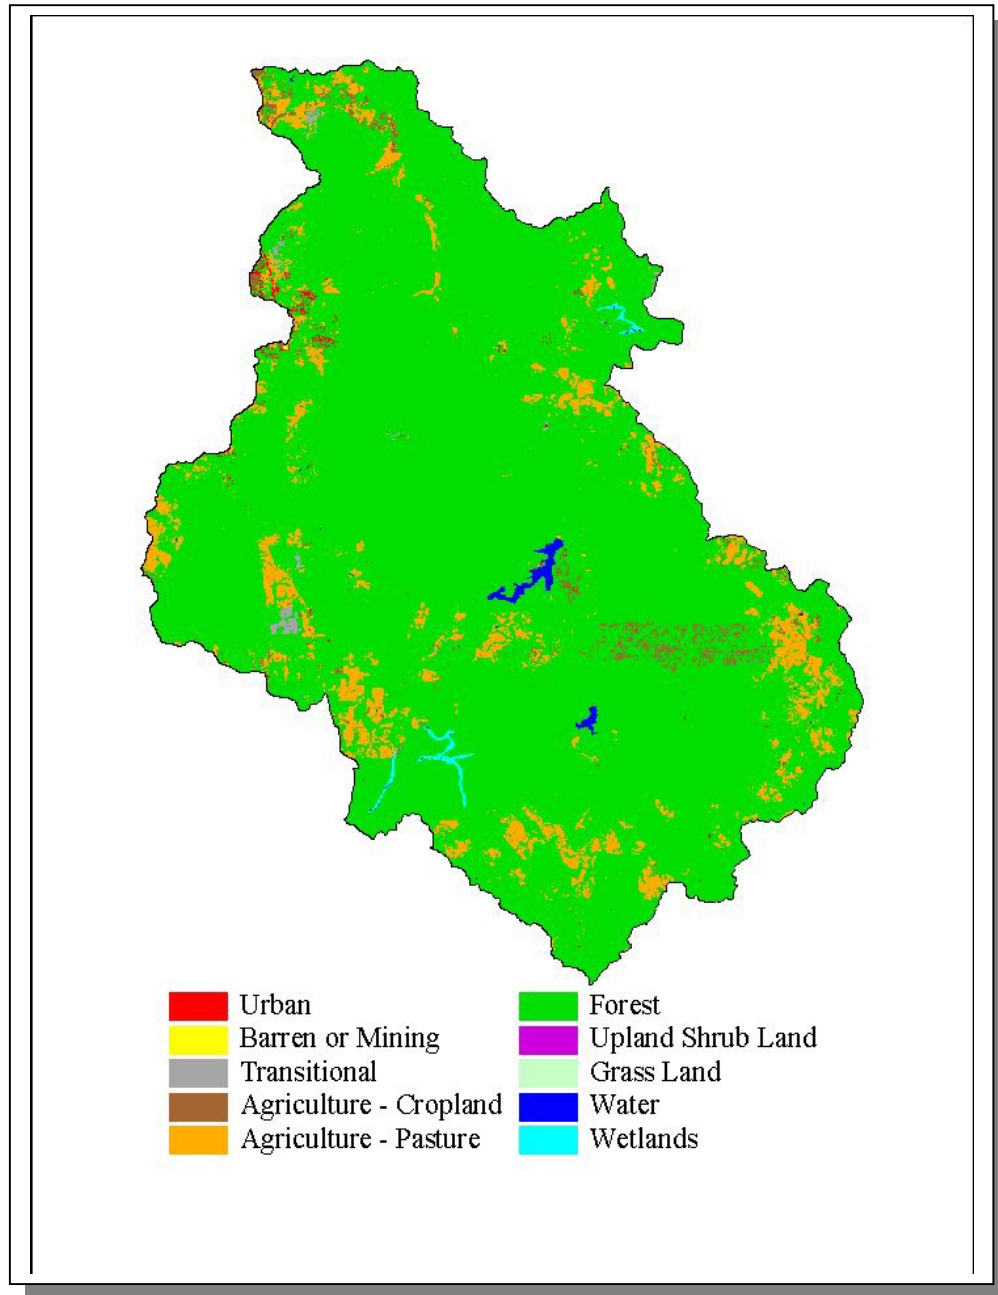 Urban
Barren or Mining
Transitional
Agriculture - Cropland
Agriculture - Pasture
Forest
Upland Shrub Land
Grass Land
Water
Wetlands